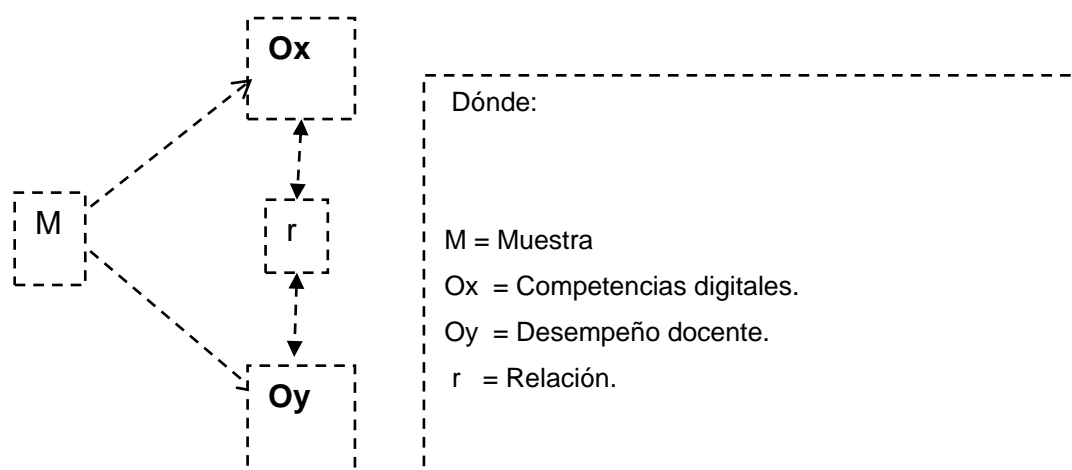 Ox
Dónde:
M
r
M = Muestra
Ox = Competencias digitales.
Oy = Desempeño docente.
r = Relación.
Oy